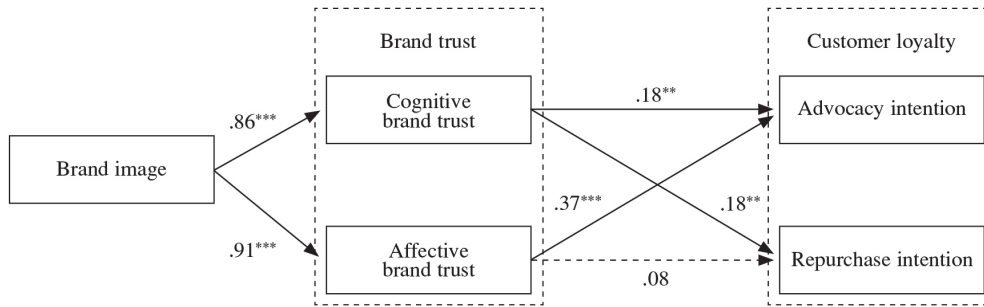 Brand trust
Customer loyalty
Cognitive
brand trust
.18**
Advocacy intention
.86***
Brand image
.37***
.18**
.91***
Affective
brand trust
.08
Repurchase intention